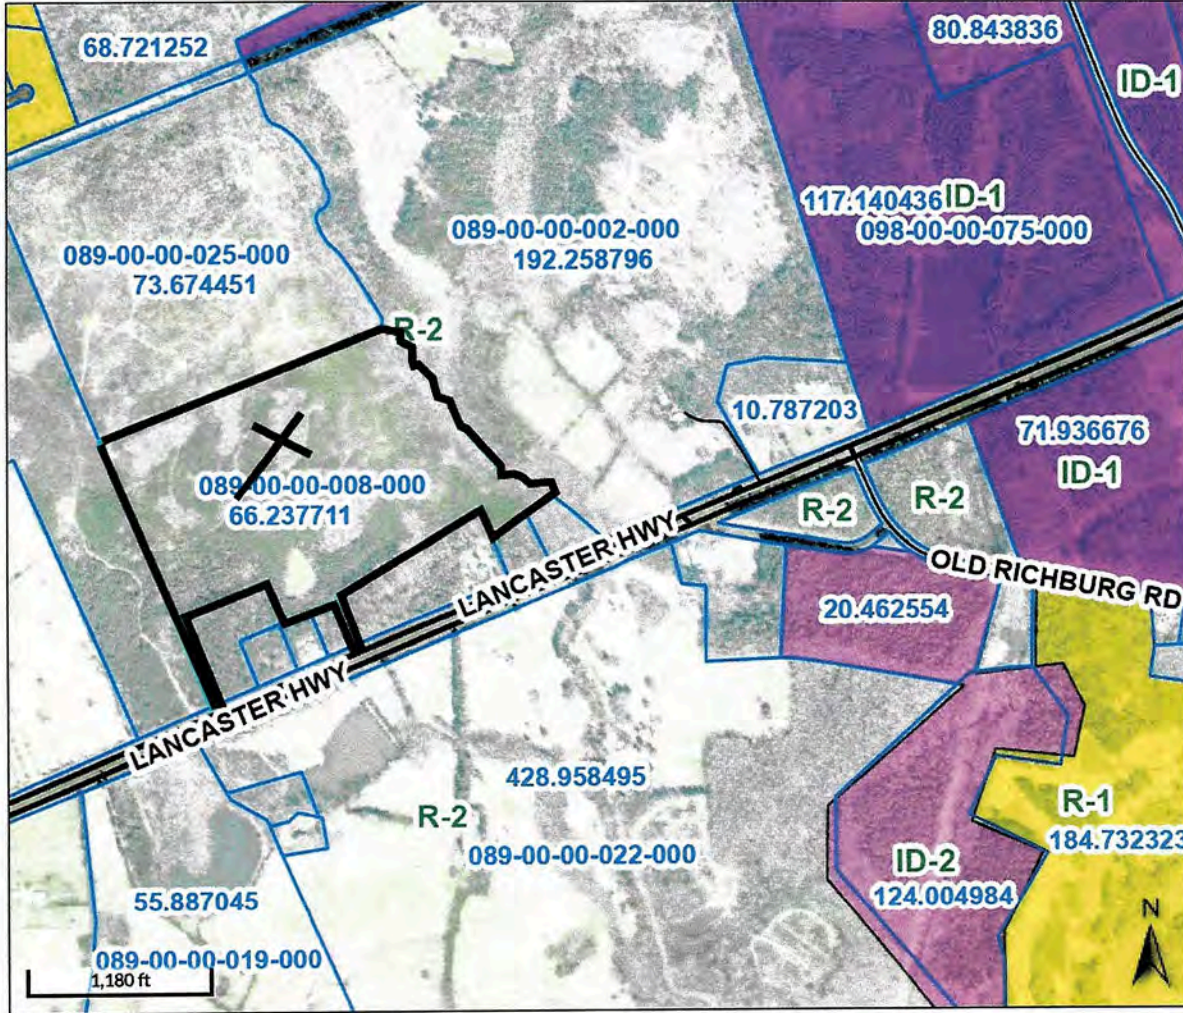 68.721252
80.843836
ID-1
117.140436
ID-1
098-00-00-075-000
089-00-00-002-000
192.258796
089-00-00-025-000
73.674451
R-2
10.787203
71.936676
ID-1
089-00-00-008-000
66.237711
R-2
R-2
LANCASTER HWY
OLD RICHBURG RD
20.462554
LANCASTER HWY
428.958495
R-2
089-00-00-022-000
R-1
184.732323
ID-2
124.004984
55.887045
089-00-00-019-000
1,180 ft
N